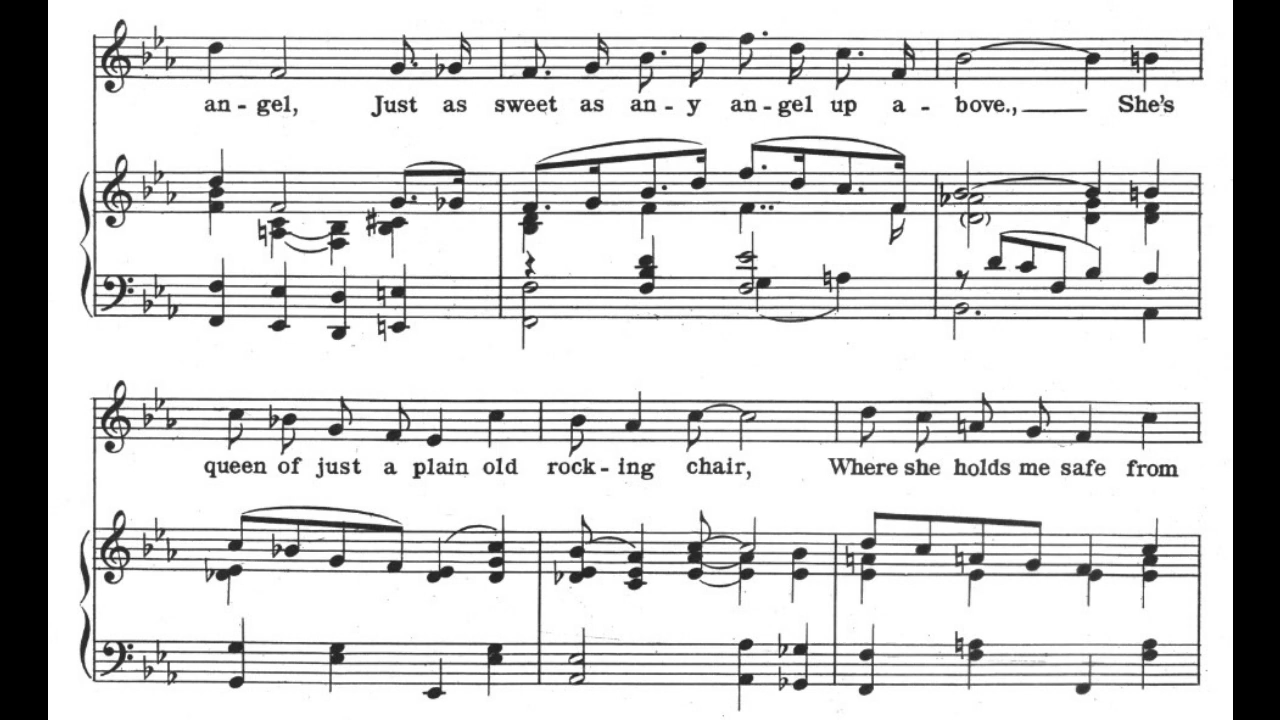 an-gel, Just as sweet as an-y an-gel up a-bove., She's
queen of just a plain old rock-ing chair, Where she holds me safe from